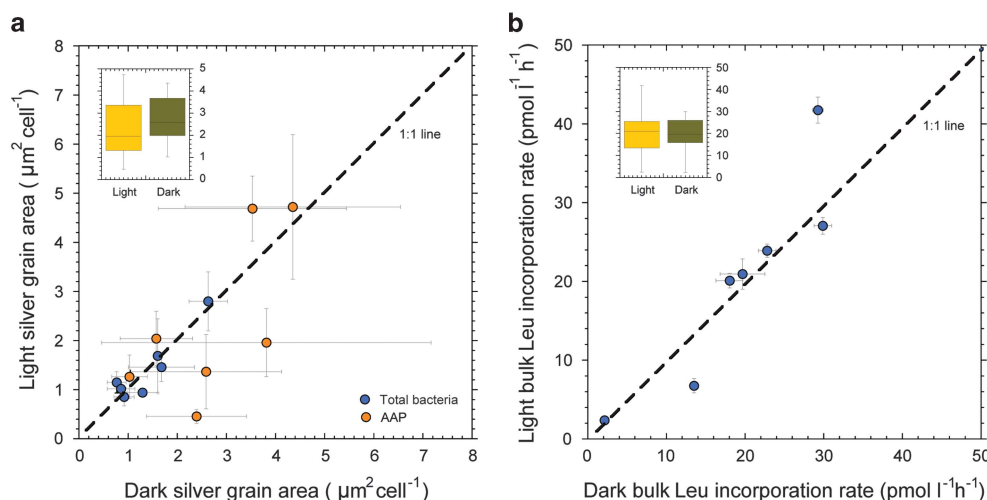 a
Light silver grain area ( µm² cell⁻¹)
8
7
6
5
4
3
2
1
0
5
4
3
2
1
0
Light Dark
1:1 line
Total bacteria
AAP
0 1 2 3 4 5 6 7 8
Dark silver grain area ( µm² cell⁻¹)
b
Light bulk Leu incorporation rate (pmol l⁻¹ h⁻¹)
50
40
30
20
10
0
50
40
30
20
10
0
Light Dark
1:1 line
0 10 20 30 40 50
Dark bulk Leu incorporation rate (pmol l⁻¹h⁻¹)